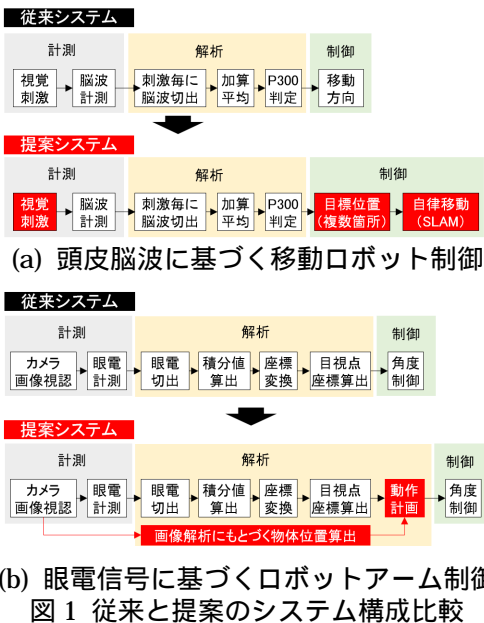 従来システム
計測 解析 制御
視覚刺激 脳波計測 刺激毎に脳波切出 加算平均 P300判定 移動方向
提案システム
計測 解析 制御
視覚刺激 脳波計測 刺激毎に脳波切出 加算平均 P300判定 目標位置(複数箇所) 自律移動(SLAM)
(a) 頭皮脳波に基づく移動ロボット制御
従来システム
計測 解析 制御
カメラ画像視認 眼電計測 眼電切出 積分値算出 座標変換 目視点座標算出 角度制御
提案システム
計測 解析 制御
カメラ画像視認 眼電計測 眼電切出 積分値算出 座標変換 目視点座標算出 動作計画 角度制御
画像解析にもとづく物体位置算出
(b) 眼電信号に基づくロボットアーム制御
図 1 従来と提案のシステム構成比較